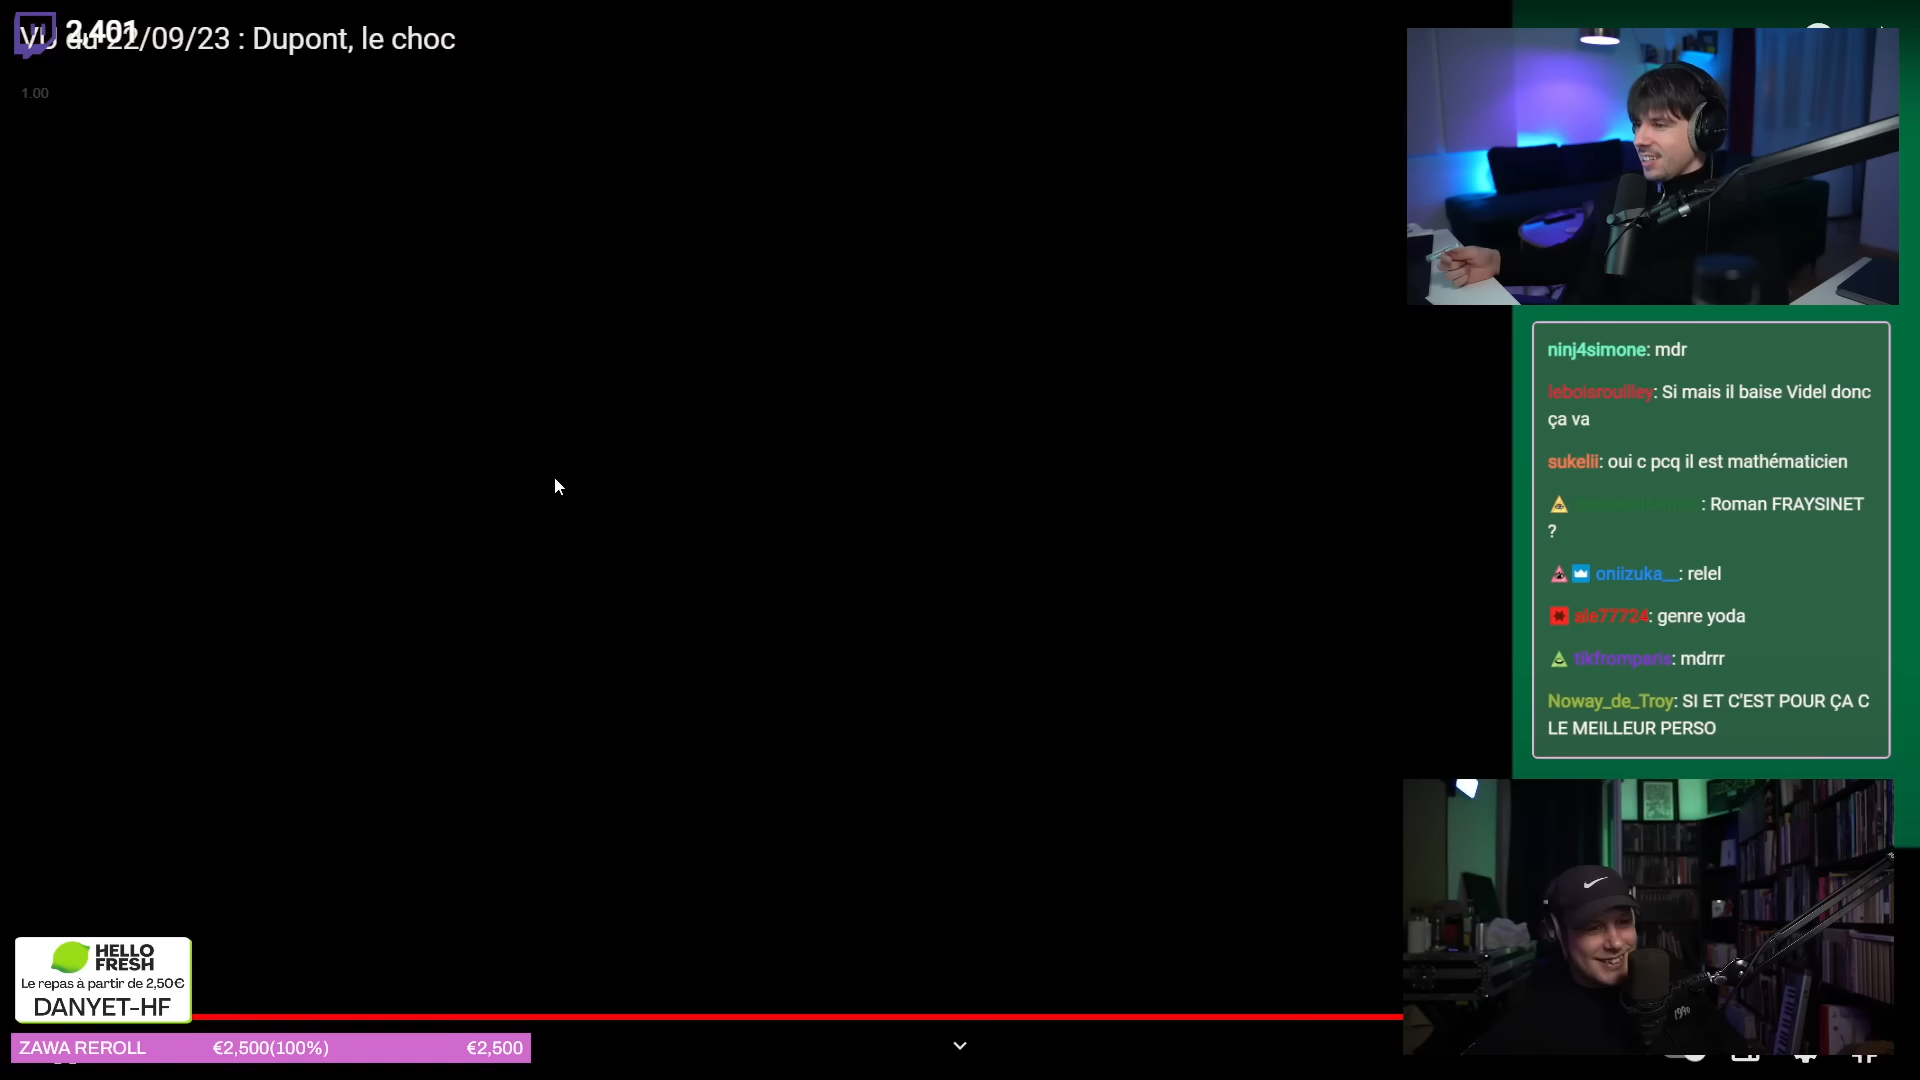 2,401
VU du 22/09/23 : Dupont, le choc
1.00
ninj4simone: mdr
leboisrouilley: Si mais il baise Videl donc
ça va
sukelii: oui c pcq il est mathématicien
: Roman FRAYSINET
?
oniizuka__: relel
ale77724: genre yoda
tikfromparis: mdrrr
Noway_de_Troy: SI ET C'EST POUR ÇA C
LE MEILLEUR PERSO
HELLO
FRESH
Le repas à partir de 2,50€
DANYET-HF
ZAWA REROLL €2,500(100%) €2,500
1990